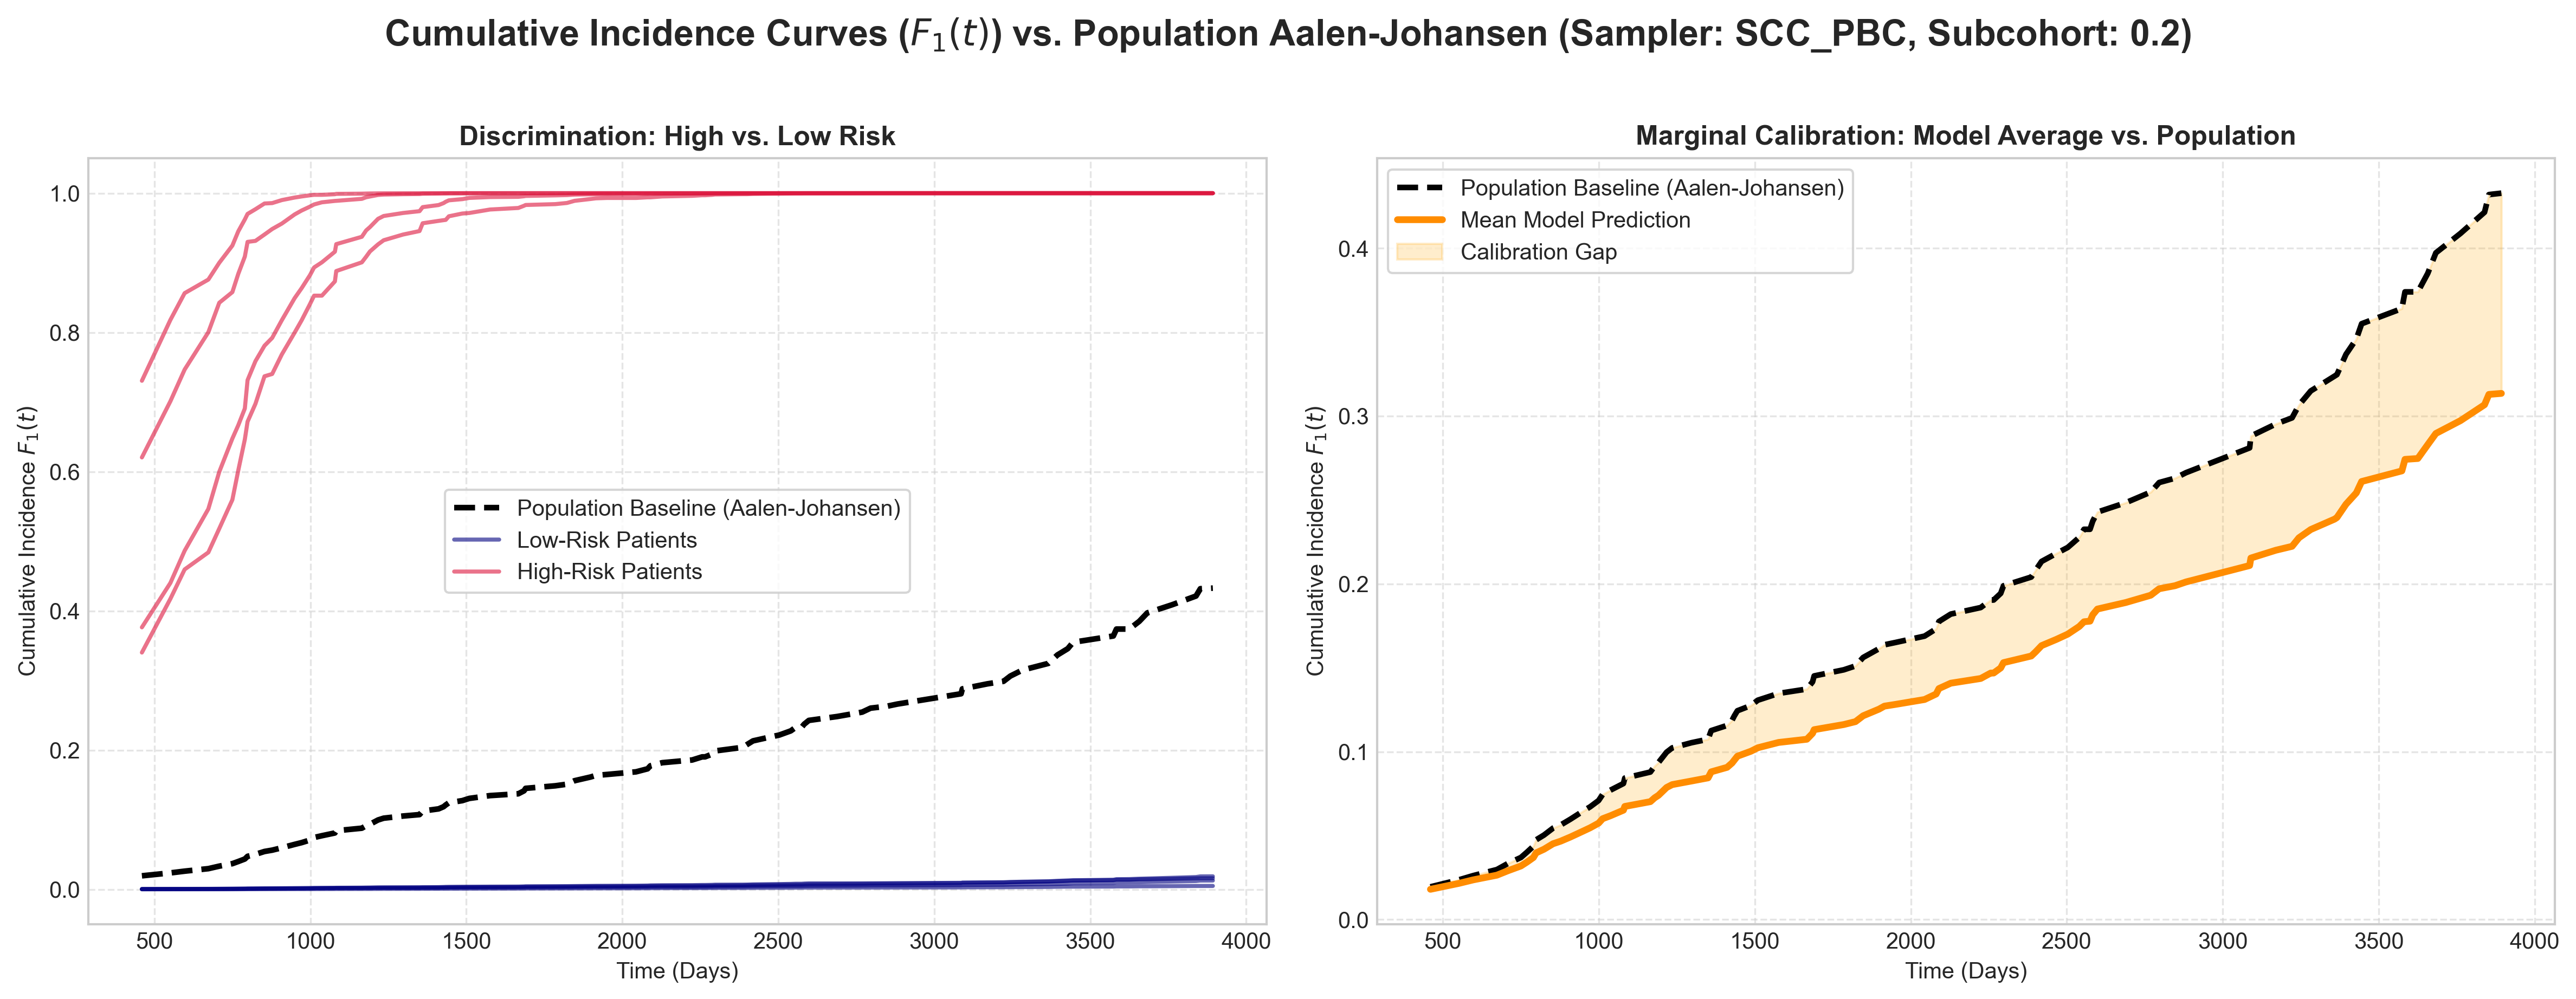 Cumulative Incidence Curves (F₁(t)) vs. Population Aalen-Johansen (Sampler: SCC_PBC, Subcohort: 0.2)
Discrimination: High vs. Low Risk
Cumulative Incidence F₁(t)
1.0
0.8
0.6
0.4
0.2
0.0
Population Baseline (Aalen-Johansen)
Low-Risk Patients
High-Risk Patients
500 1000 1500 2000 2500 3000 3500 4000
Time (Days)
Marginal Calibration: Model Average vs. Population
Cumulative Incidence F₁(t)
Population Baseline (Aalen-Johansen)
Mean Model Prediction
Calibration Gap
0.4
0.3
0.2
0.1
0.0
500 1000 1500 2000 2500 3000 3500 4000
Time (Days)